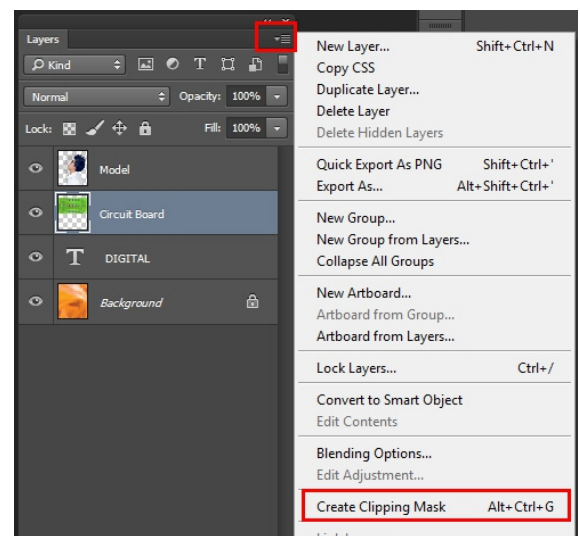 Layers
Kind
Normal Opacity: 100%
Lock: Fill: 100%
Model
Circuit Board
T DIGITAL
Background
New Layer... Shift+Ctrl+N
Copy CSS
Duplicate Layer...
Delete Layer
Delete Hidden Layers
Quick Export As PNG Shift+Ctrl+'
Export As... Alt+Shift+Ctrl+'
New Group...
New Group from Layers...
Collapse All Groups
New Artboard...
Artboard from Group...
Artboard from Layers...
Lock Layers... Ctrl+/
Convert to Smart Object
Edit Contents
Blending Options...
Edit Adjustment...
Create Clipping Mask Alt+Ctrl+G